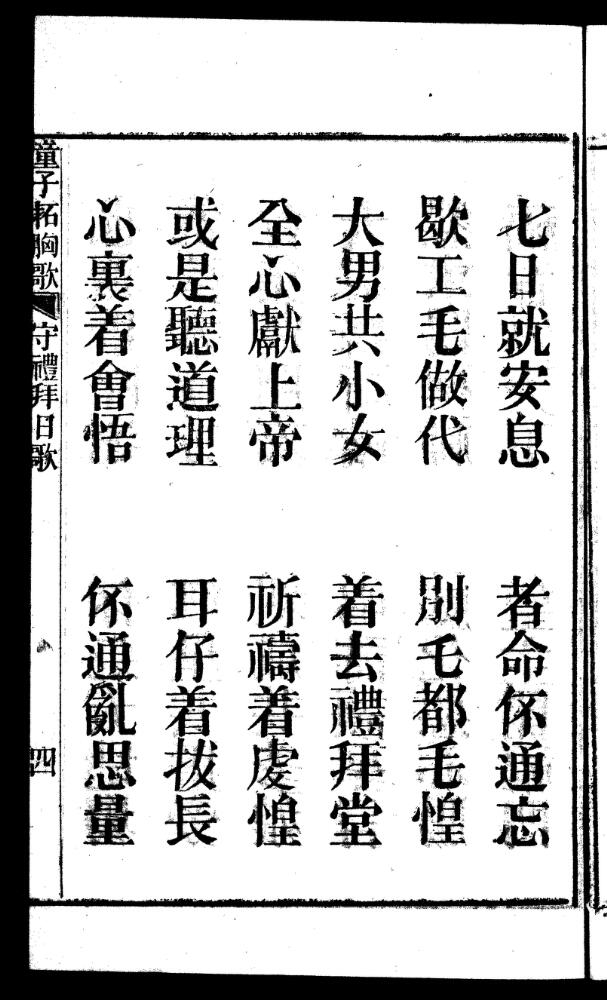 七日就安息 者命伓通忘
歇工毛做代 別乇都毛惶
大男共小女 着去禮拜堂
全心獻上帝 祈禱着虔惶
或是聽道理 耳仔着拔長
心裏着會悟 伓通亂思量
童子拓胸歌 守禮拜日歌 四